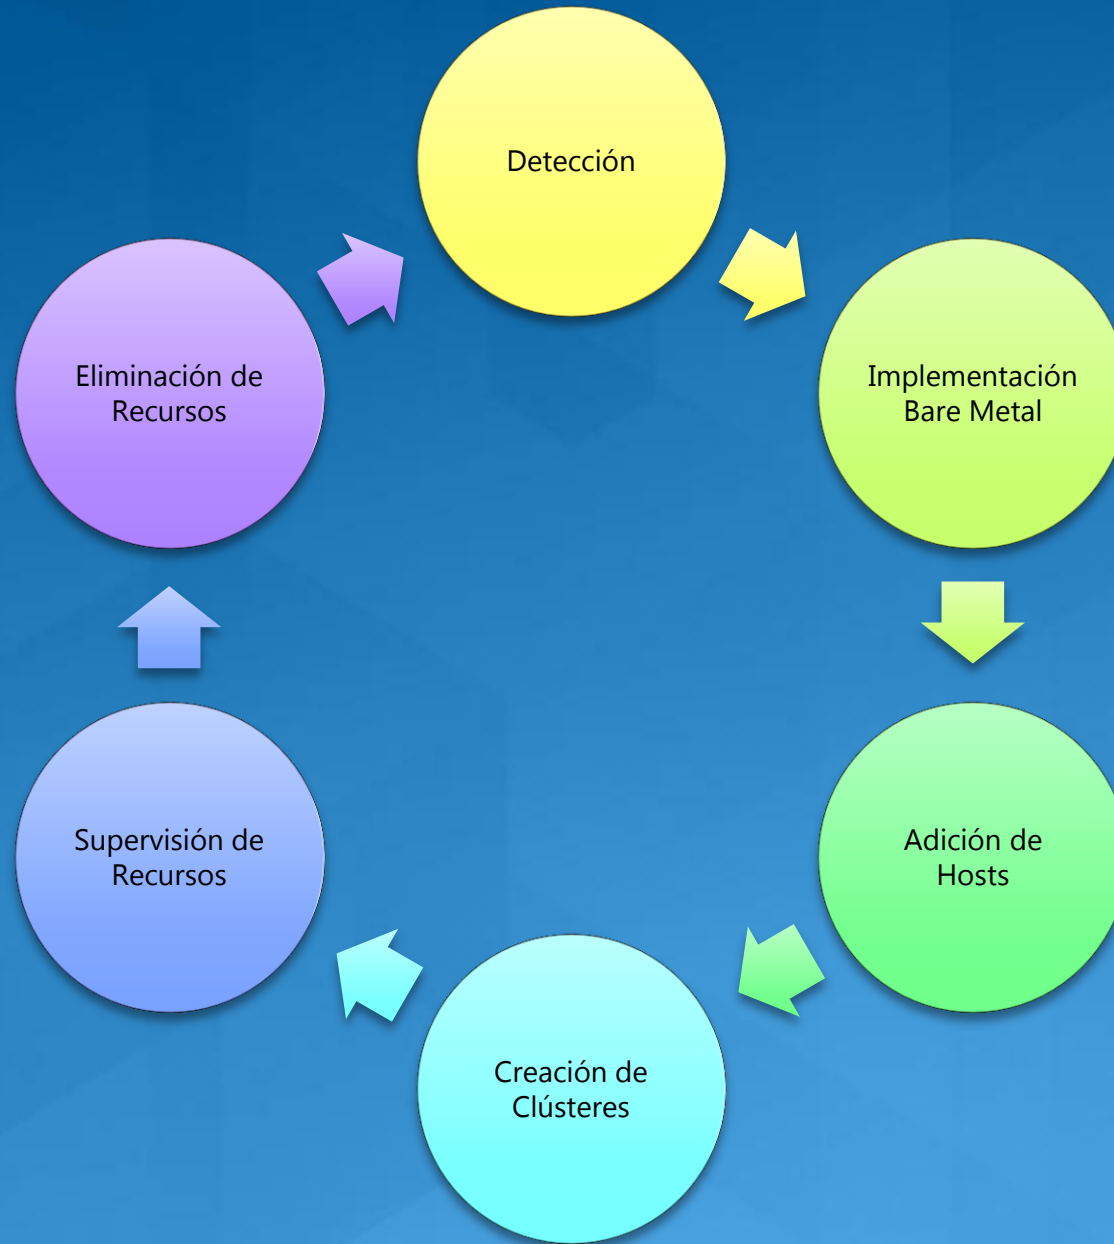 Detección
Implementación
Bare Metal
Adición de
Hosts
Creación de
Clústeres
Supervisión de
Recursos
Eliminación de
Recursos